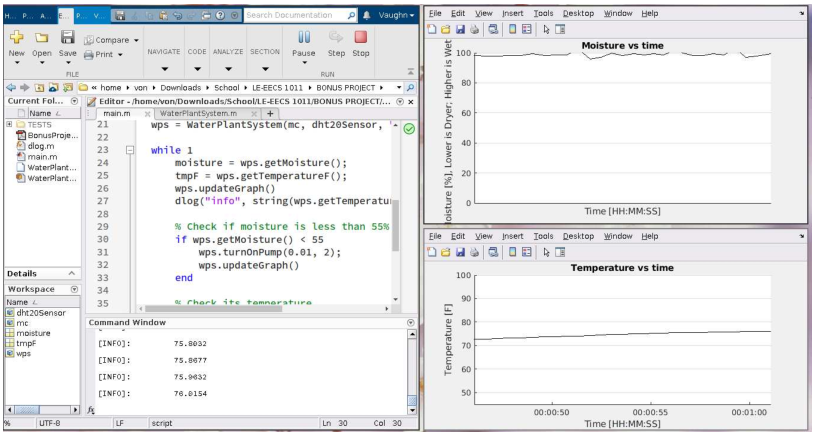 H... P... A... E... P... V... Search Documentation Vaughn
New Open Save Compare Print NAVIGATE CODE ANALYZE SECTION Pause Step Stop
FILE RUN
« home ▸ von ▸ Downloads ▸ School ▸ LE-EECS 1011 ▸ BONUS PROJECT ▸
Current Fol...
Name
TESTS
BonusProje...
dlog.m
main.m
WaterPlant...
WaterPlant...
Details
Workspace
Name
dht20Sensor
mc
moisture
tmpF
wps
Editor - /home/von/Downloads/School/LE-EECS 1011/BONUS PROJECT/...
main.m WaterPlantSystem.m
21 wps = WaterPlantSystem(mc, dht20Sensor,
22
23 while 1
24 moisture = wps.getMoisture();
25 tmpF = wps.getTemperatureF();
26 wps.updateGraph()
27 dlog("info", string(wps.getTemperatur
28
29 % Check if moisture is less than 55%
30 if wps.getMoisture() < 55
31 wps.turnOnPump(0.01, 2);
32 wps.updateGraph()
33 end
34
35 % Check its temperature
Command Window
[INFO]: 75.8032
[INFO]: 75.8677
[INFO]: 75.9632
[INFO]: 76.0154
fx
% UTF-8 LF script Ln 30 Col 30
File Edit View Insert Tools Desktop Window Help
Moisture vs time
Moisture [%], Lower is Dryer; Higher is Wet
100
80
60
40
20
0
Time [HH:MM:SS]
File Edit View Insert Tools Desktop Window Help
Temperature vs time
Temperature [F]
100
90
80
70
60
50
00:00:50 00:00:55 00:01:00
Time [HH:MM:SS]